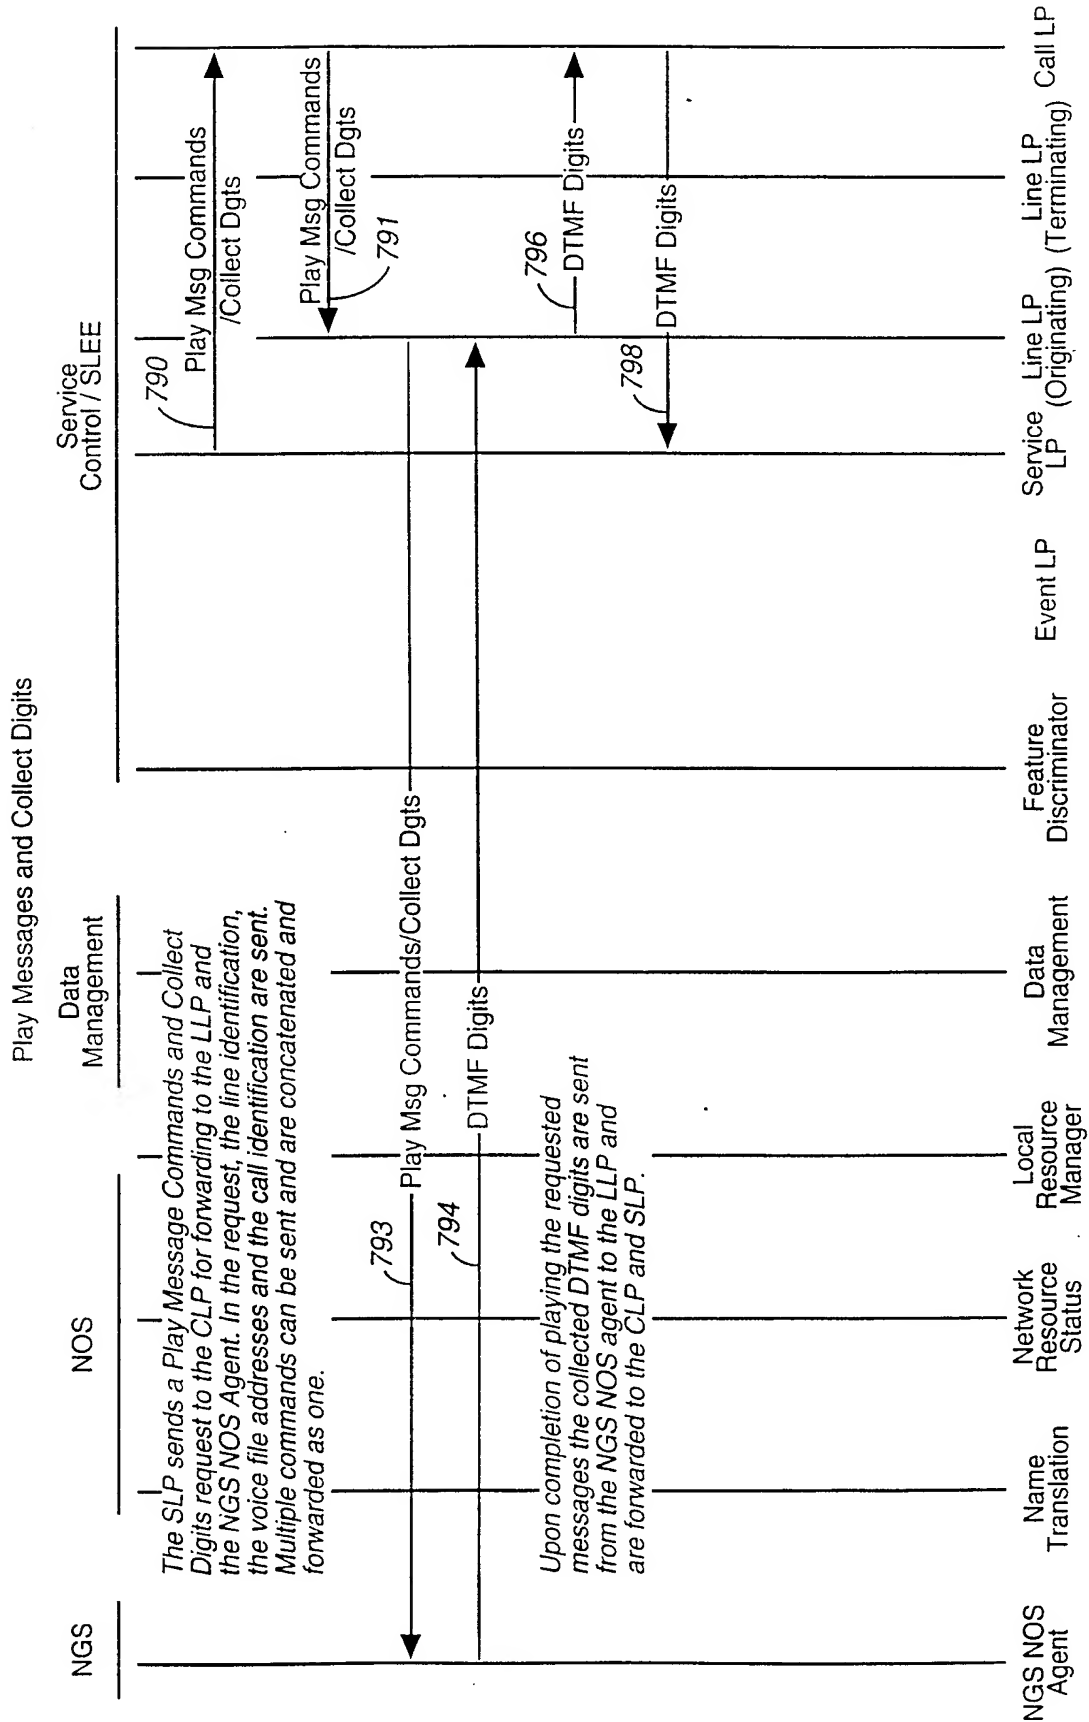 Play Messages and Collect Digits
NGS
NOS
Data
Management
Service
Control / SLEE
The SLP sends a Play Message Commands and Collect
Digits request to the CLP for forwarding to the LLP and
the NGS NOS Agent. In the request, the line identification,
the voice file addresses and the call identification are sent.
Multiple commands can be sent and are concatenated and
forwarded as one.
790
Play Msg Commands
/Collect Dgts
Play Msg Commands
/Collect Dgts
791
793
Play Msg Commands/Collect Dgts
794
DTMF Digits
Upon completion of playing the requested
messages the collected DTMF digits are sent
from the NGS NOS agent to the LLP and
are forwarded to the CLP and SLP.
796
DTMF Digits
798
DTMF Digits
NGS NOS
Agent
Name
Translation
Network
Resource
Status
Local
Resource
Manager
Data
Management
Feature
Discriminator
Event LP
Service
LP
Line LP
(Originating)
Line LP
(Terminating)
Call LP